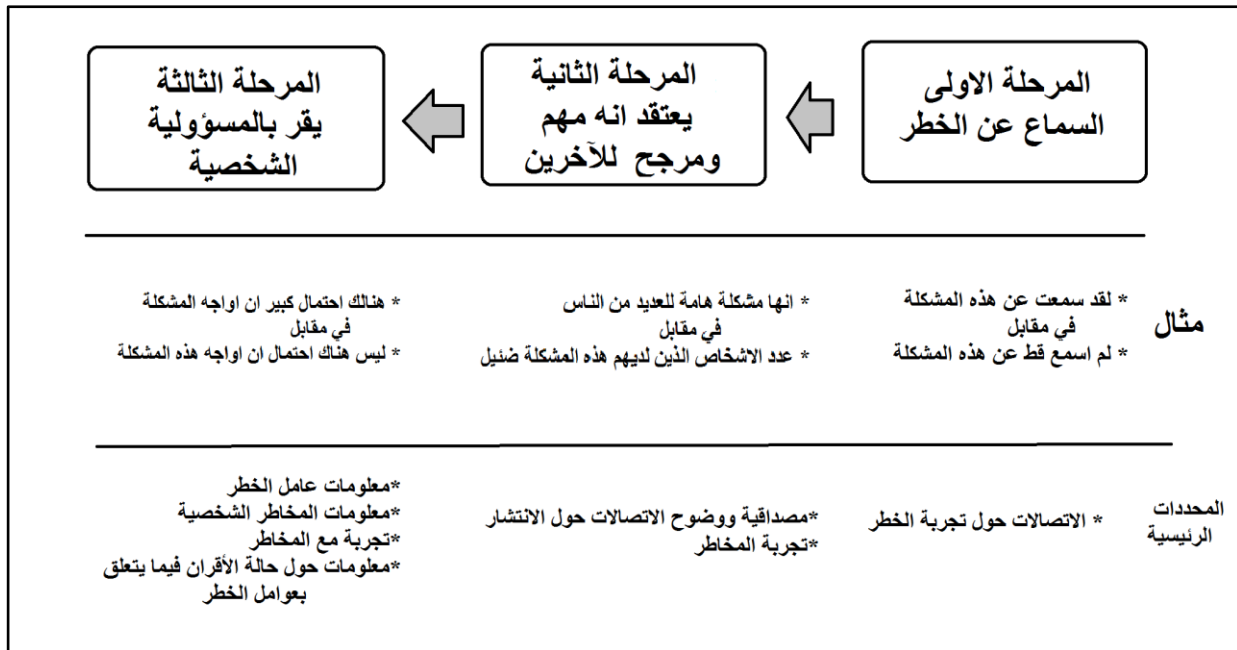 المرحلة الاولى
السماع عن الخطر
المرحلة الثانية
يعتقد انه مهم
ومرجح للآخرين
المرحلة الثالثة
يقر بالمسؤولية
الشخصية
مثال
* لقد سمعت عن هذه المشكلة
في مقابل
* لم اسمع قط عن هذه المشكلة
* انها مشكلة هامة للعديد من الناس
في مقابل
* عدد الاشخاص الذين لديهم هذه المشكلة ضئيل
* هنالك احتمال كبير ان اواجه المشكلة
في مقابل
* ليس هناك احتمال ان اواجه هذه المشكلة
المحددات
الرئيسية
* الاتصالات حول تجربة الخطر
*مصداقية ووضوح الاتصالات حول الانتشار
*تجربة المخاطر
*معلومات عامل الخطر
*معلومات المخاطر الشخصية
*تجربة مع المخاطر
*معلومات حول حالة الأقران فيما يتعلق
بعوامل الخطر